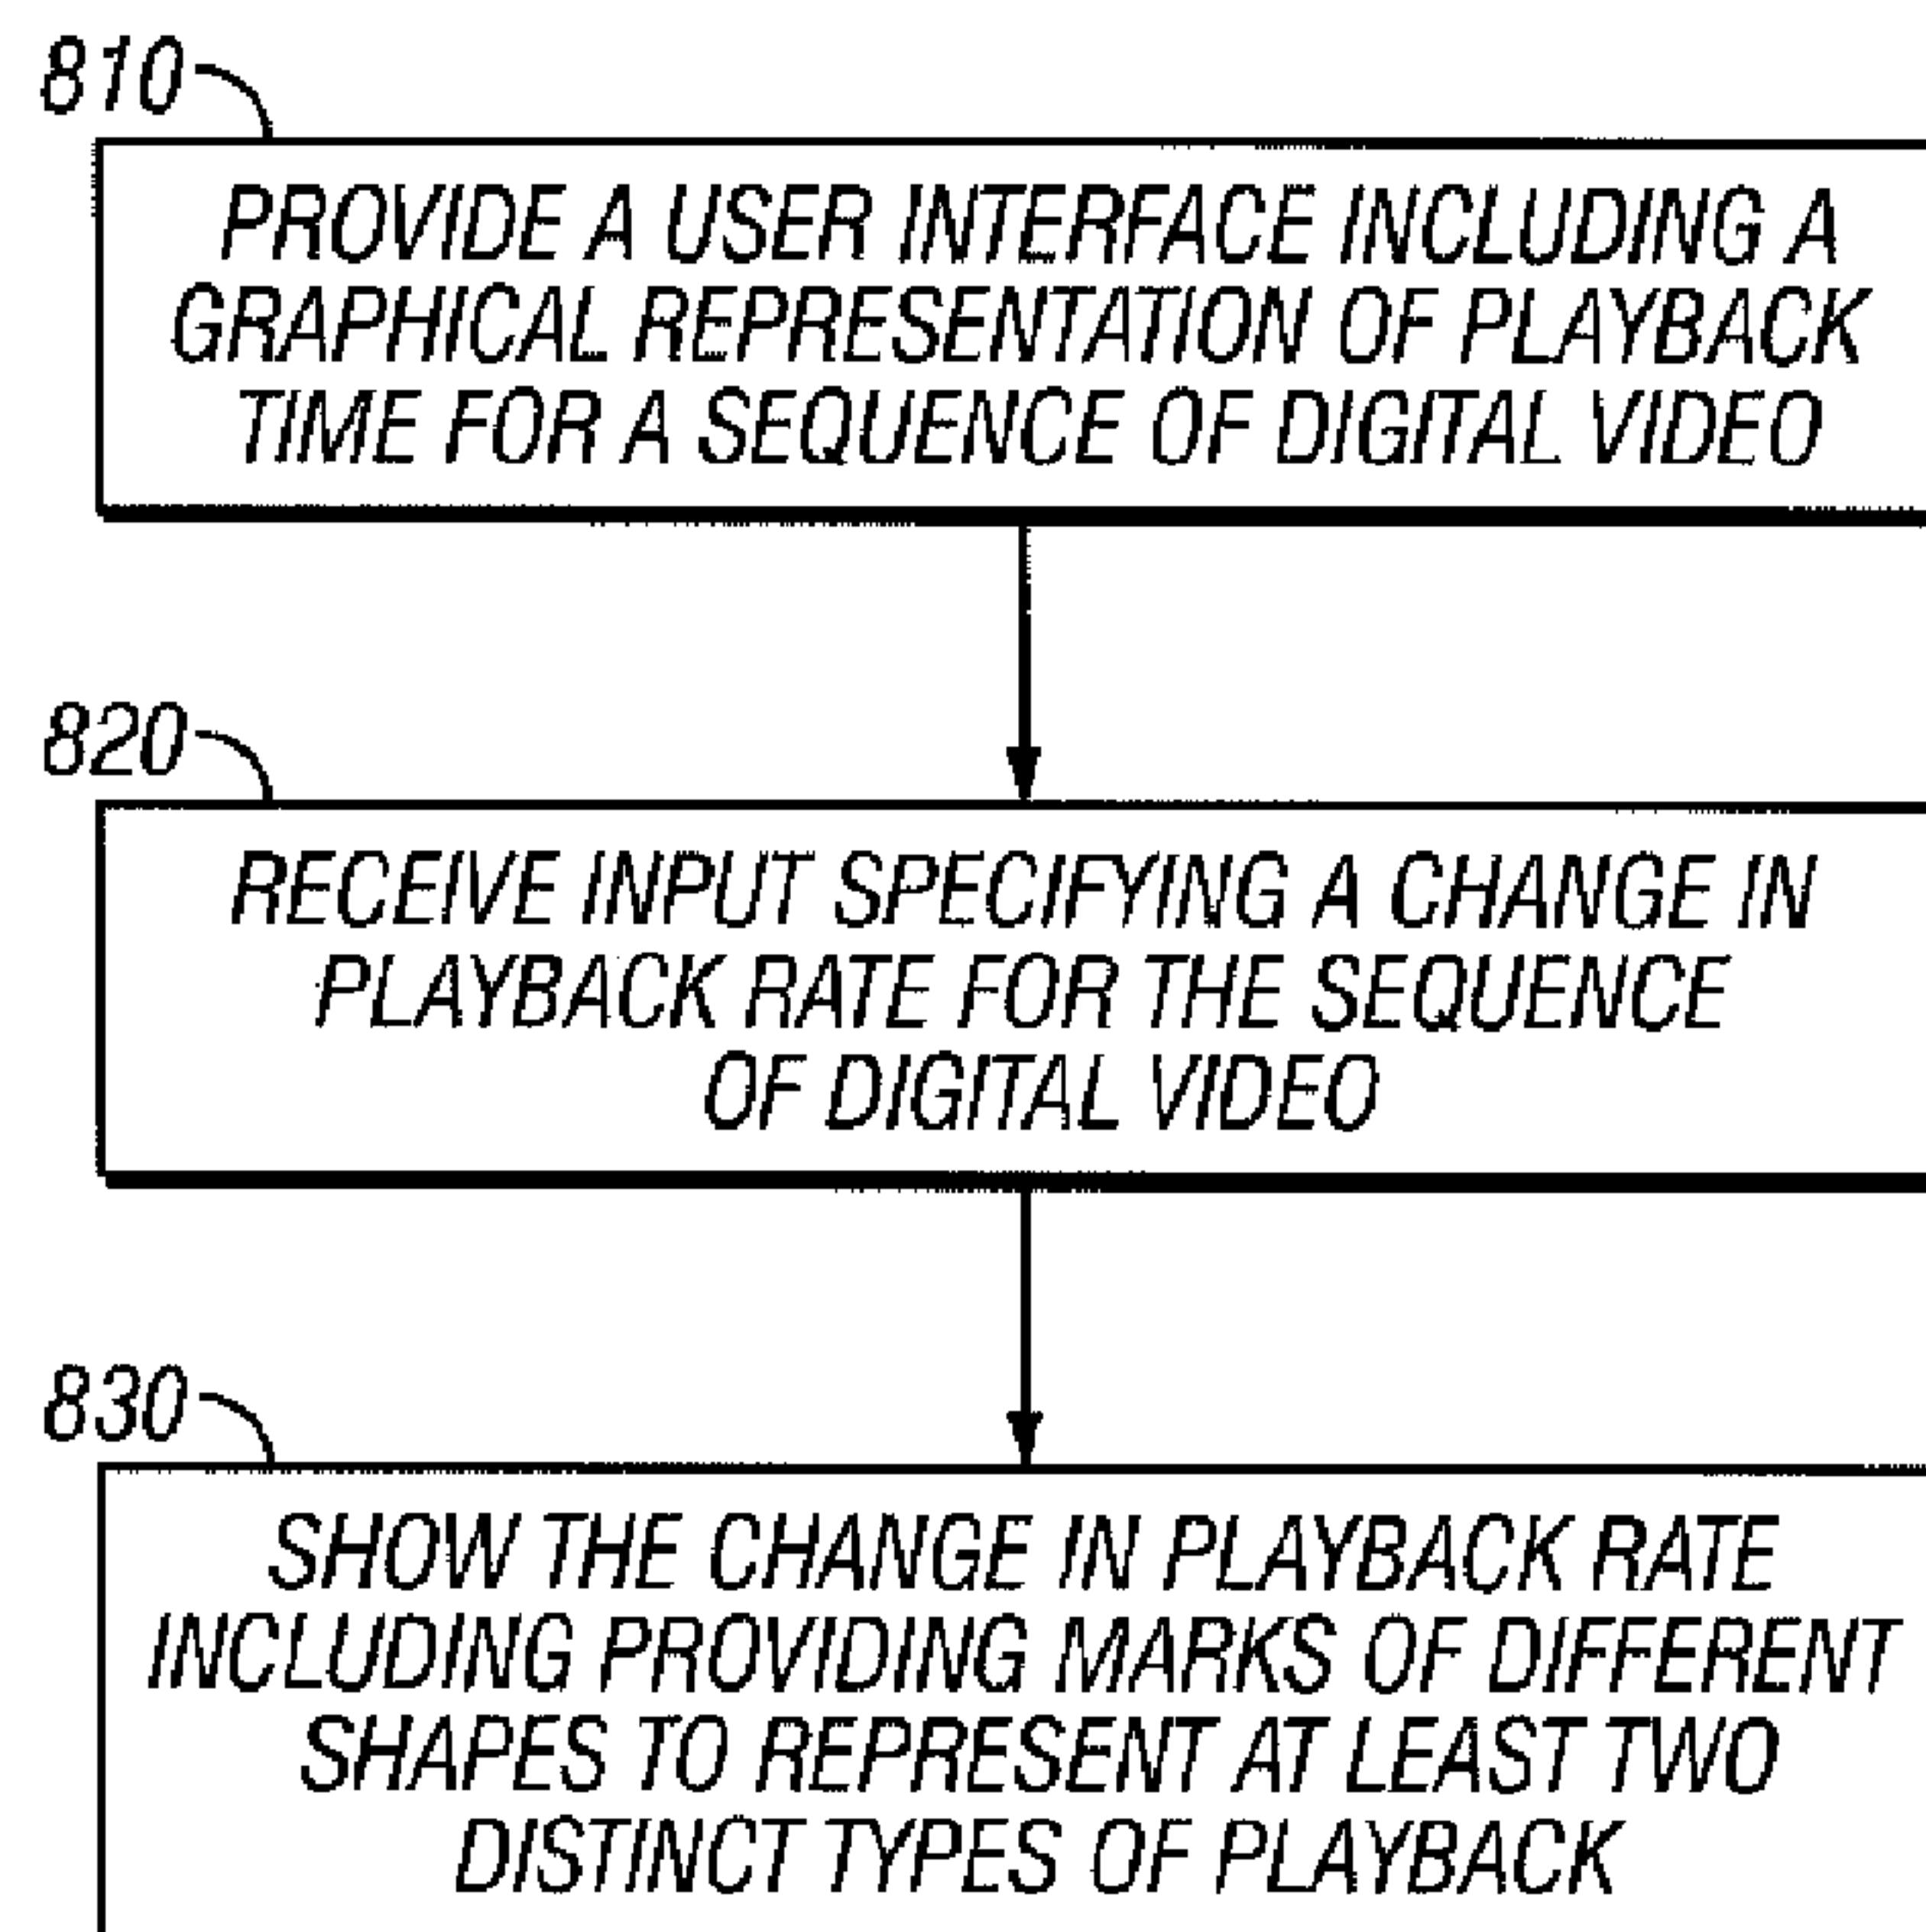 810
PROVIDE A USER INTERFACE INCLUDING A
GRAPHICAL REPRESENTATION OF PLAYBACK
TIME FOR A SEQUENCE OF DIGITAL VIDEO
820
RECEIVE INPUT SPECIFYING A CHANGE IN
PLAYBACK RATE FOR THE SEQUENCE
OF DIGITAL VIDEO
830
SHOW THE CHANGE IN PLAYBACK RATE
INCLUDING PROVIDING MARKS OF DIFFERENT
SHAPES TO REPRESENT AT LEAST TWO
DISTINCT TYPES OF PLAYBACK